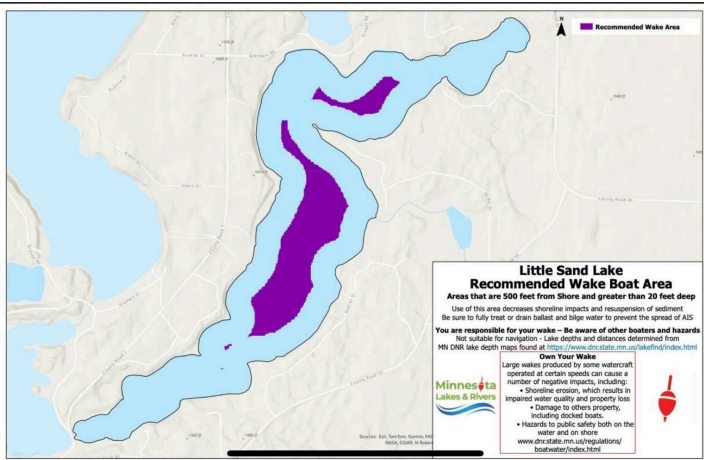 N
Recommended Wake Area
Little Sand Lake
Recommended Wake Boat Area
Areas that are 500 feet from Shore and greater than 20 feet deep
Use of this area decreases shoreline impacts and resuspension of sediment
Be sure to fully treat or drain ballast and bilge water to prevent the spread of AIS
You are responsible for your wake – Be aware of other boaters and hazards
Not suitable for navigation - Lake depths and distances determined from
MN DNR lake depth maps found at https://www.dnr.state.mn.us/lakefind/index.html
Own Your Wake
Large wakes produced by some watercraft
operated at certain speeds can cause a
number of negative impacts, including:
• Shoreline erosion, which results in
impaired water quality and property loss
• Damage to others property,
including docked boats.
• Hazards to public safety both on the
water and on shore
www.dnr.state.mn.us/regulations/
boatwater/index.html
Minnesota
Lakes & Rivers
Sources: Esri, TomTom, Garmin,
NASA, CGIAR, N Robin